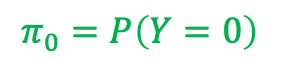 π₀ = P(Y = 0)